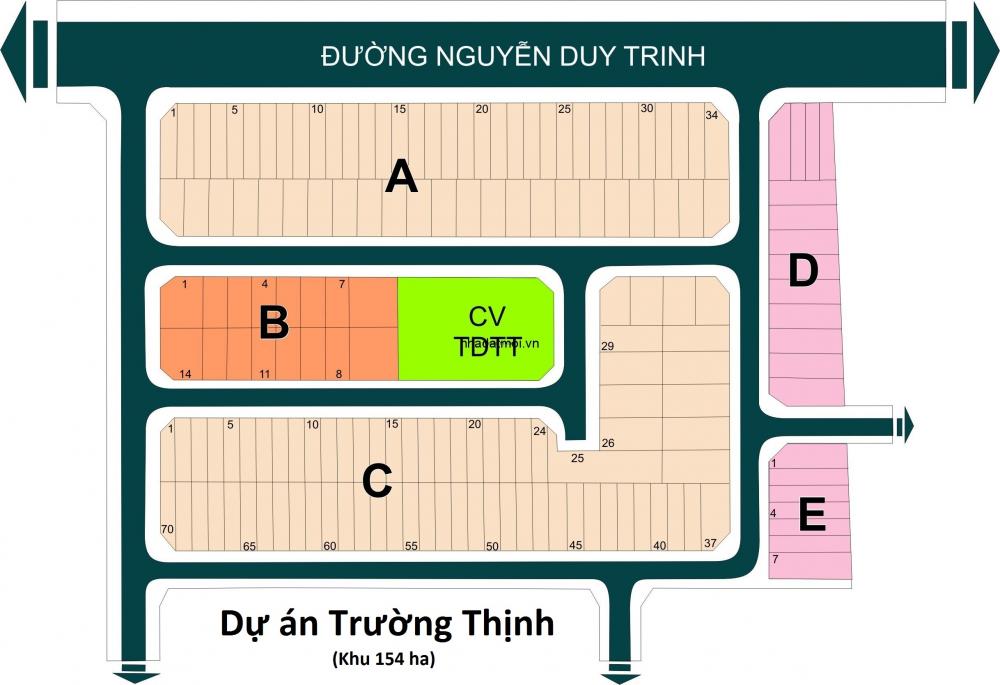 ĐƯỜNG NGUYỄN DUY TRINH
1 5 10 15 20 25 30 34
A
D
1 4 7
B
CV
TDTT
nhadatmoi.vn
14 11 8
29
26
1 5 10 15 20 24
25
C
70 65 60 55 50 45 40 37
1
4
E
7
Dự án Trường Thịnh
(Khu 154 ha)